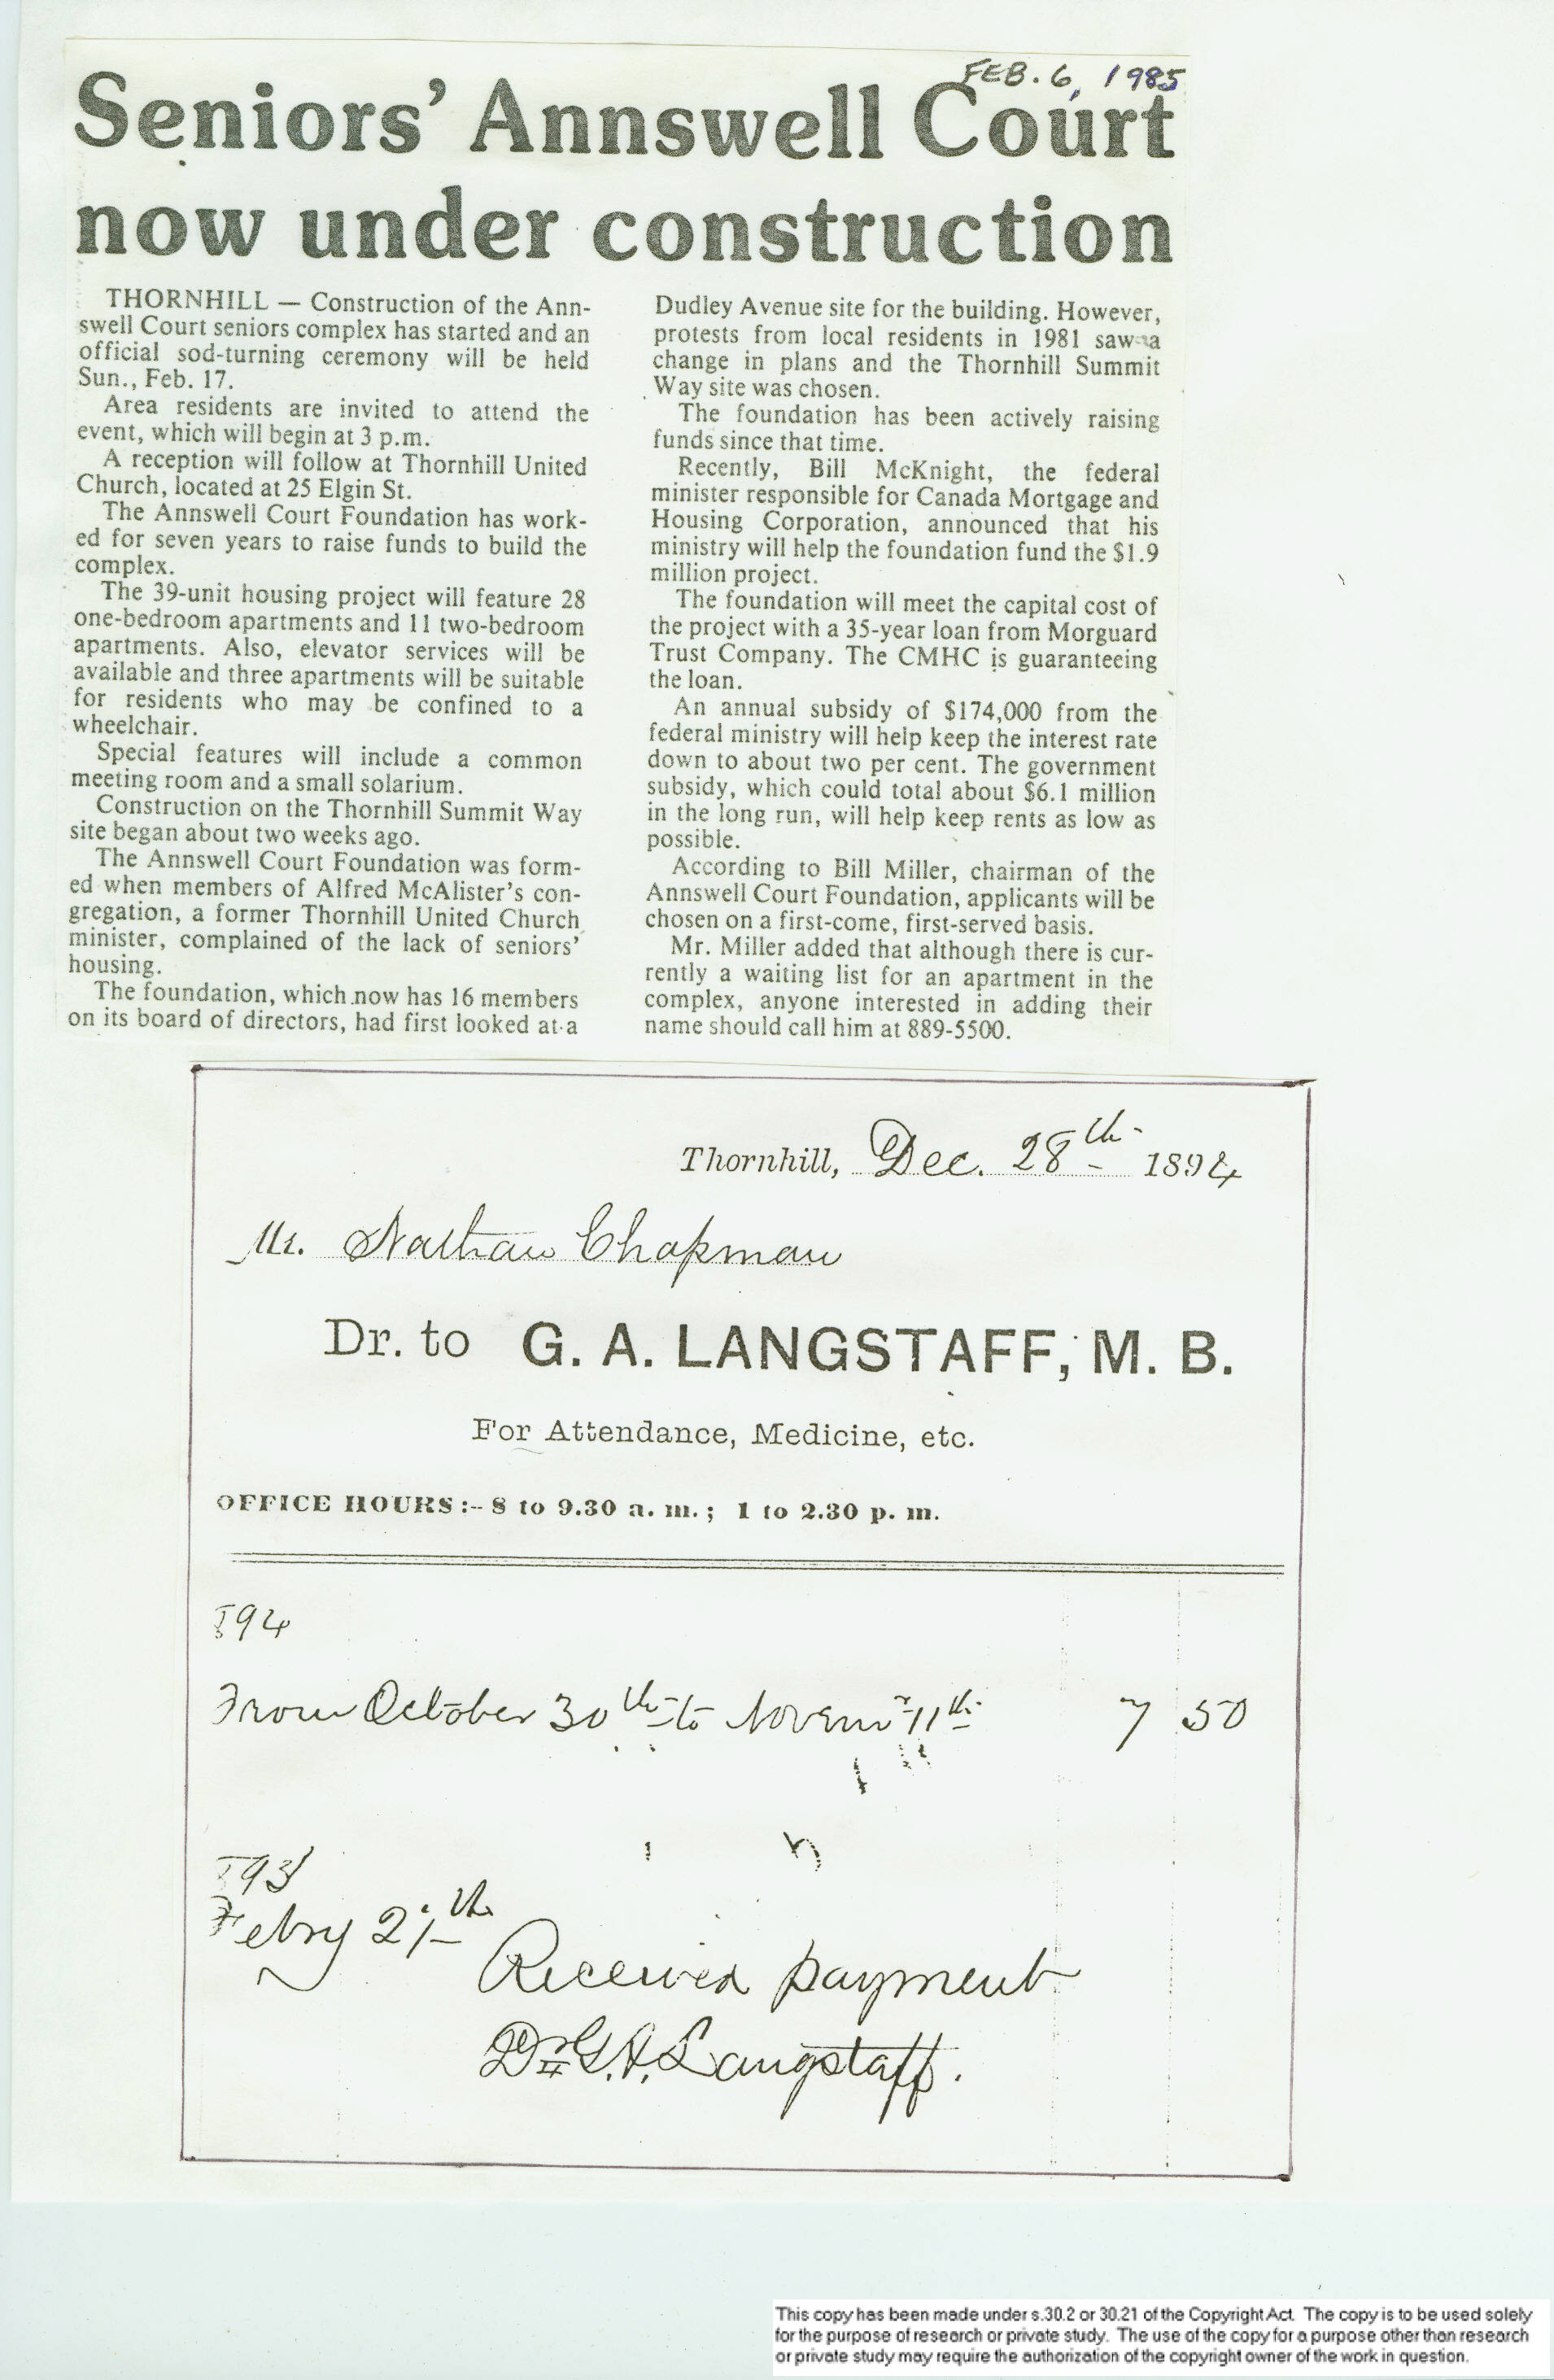 FEB. 6, 1985
Seniors' Annswell Court
now under construction
THORNHILL — Construction of the Ann-
swell Court seniors complex has started and an
official sod-turning ceremony will be held
Sun., Feb. 17.
Area residents are invited to attend the
event, which will begin at 3 p.m.
A reception will follow at Thornhill United
Church, located at 25 Elgin St.
The Annswell Court Foundation has work-
ed for seven years to raise funds to build the
complex.
The 39-unit housing project will feature 28
one-bedroom apartments and 11 two-bedroom
apartments. Also, elevator services will be
available and three apartments will be suitable
for residents who may be confined to a
wheelchair.
Special features will include a common
meeting room and a small solarium.
Construction on the Thornhill Summit Way
site began about two weeks ago.
The Annswell Court Foundation was form-
ed when members of Alfred McAlister's con-
gregation, a former Thornhill United Church
minister, complained of the lack of seniors'
housing.
The foundation, which now has 16 members
on its board of directors, had first looked at a
Dudley Avenue site for the building. However,
protests from local residents in 1981 saw a
change in plans and the Thornhill Summit
Way site was chosen.
The foundation has been actively raising
funds since that time.
Recently, Bill McKnight, the federal
minister responsible for Canada Mortgage and
Housing Corporation, announced that his
ministry will help the foundation fund the $1.9
million project.
The foundation will meet the capital cost of
the project with a 35-year loan from Morguard
Trust Company. The CMHC is guaranteeing
the loan.
An annual subsidy of $174,000 from the
federal ministry will help keep the interest rate
down to about two per cent. The government
subsidy, which could total about $6.1 million
in the long run, will help keep rents as low as
possible.
According to Bill Miller, chairman of the
Annswell Court Foundation, applicants will be
chosen on a first-come, first-served basis.
Mr. Miller added that although there is cur-
rently a waiting list for an apartment in the
complex, anyone interested in adding their
name should call him at 889-5500.
Thornhill, Dec. 28th 1894
Mr. Nathan Chapman
Dr. to G. A. LANGSTAFF, M. B.
For Attendance, Medicine, etc.
OFFICE HOURS:-- 8 to 9.30 a. m.; 1 to 2.30 p. m.
894
From October 30th to Novem 11th 7 50
Febry
Received payment
Dr G. A. Langstaff.
This copy has been made under s.30.2 or 30.21 of the Copyright Act. The copy is to be used solely
for the purpose of research or private study. The use of the copy for a purpose other than research
or private study may require the authorization of the copyright owner of the work in question.